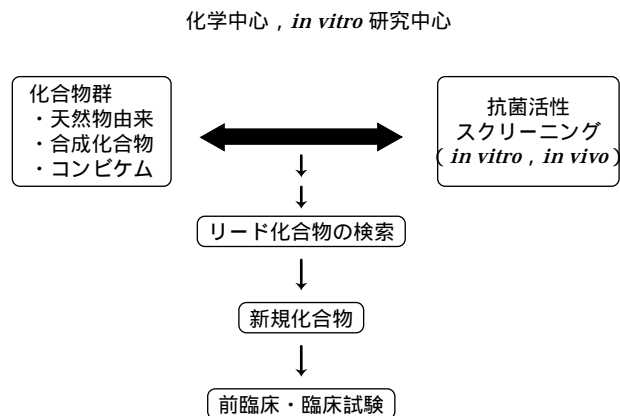 化学中心，in vitro 研究中心
化合物群
・天然物由来
・合成化合物
・コンビケム
抗菌活性
スクリーニング
(in vitro，in vivo)
リード化合物の検索
新規化合物
前臨床・臨床試験